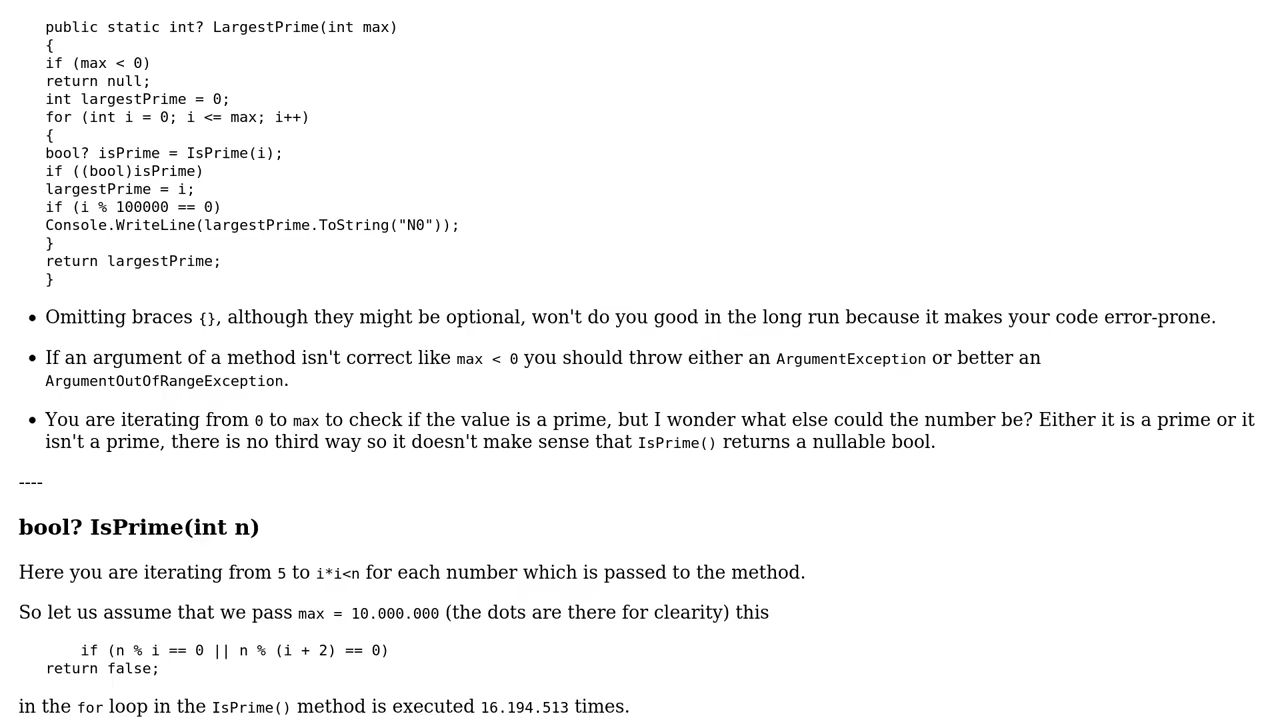 public static int? LargestPrime(int max)
{
if (max < 0)
return null;
int largestPrime = 0;
for (int i = 0; i <= max; i++)
{
bool? isPrime = IsPrime(i);
if ((bool)isPrime)
largestPrime = i;
if (i % 100000 == 0)
Console.WriteLine(largestPrime.ToString("N0"));
}
return largestPrime;
}
• Omitting braces {}, although they might be optional, won't do you good in the long run because it makes your code error-prone.
• If an argument of a method isn't correct like max < 0 you should throw either an ArgumentException or better an
ArgumentOutOfRangeException.
• You are iterating from 0 to max to check if the value is a prime, but I wonder what else could the number be? Either it is a prime or it
isn't a prime, there is no third way so it doesn't make sense that IsPrime() returns a nullable bool.
----
bool? IsPrime(int n)
Here you are iterating from 5 to i*i<n for each number which is passed to the method.
So let us assume that we pass max = 10.000.000 (the dots are there for clearity) this
if (n % i == 0 || n % (i + 2) == 0)
return false;
in the for loop in the IsPrime() method is executed 16.194.513 times.